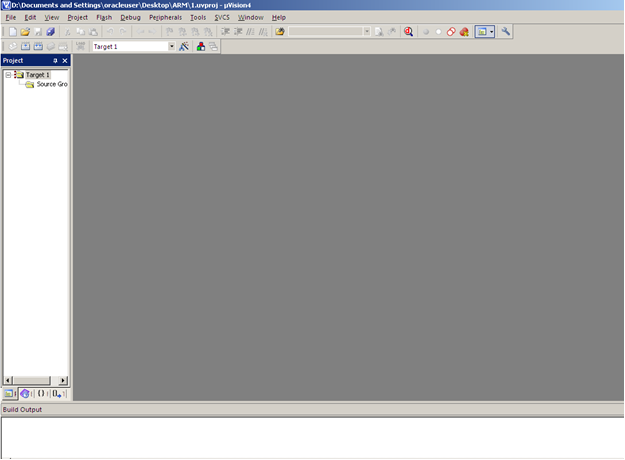 D:\Documents and Settings\oracleuser\Desktop\ARM\1.uvproj - µVision4
File Edit View Project Flash Debug Peripherals Tools SVCS Window Help
Target 1
Project
Target 1
Source Gro
Build Output